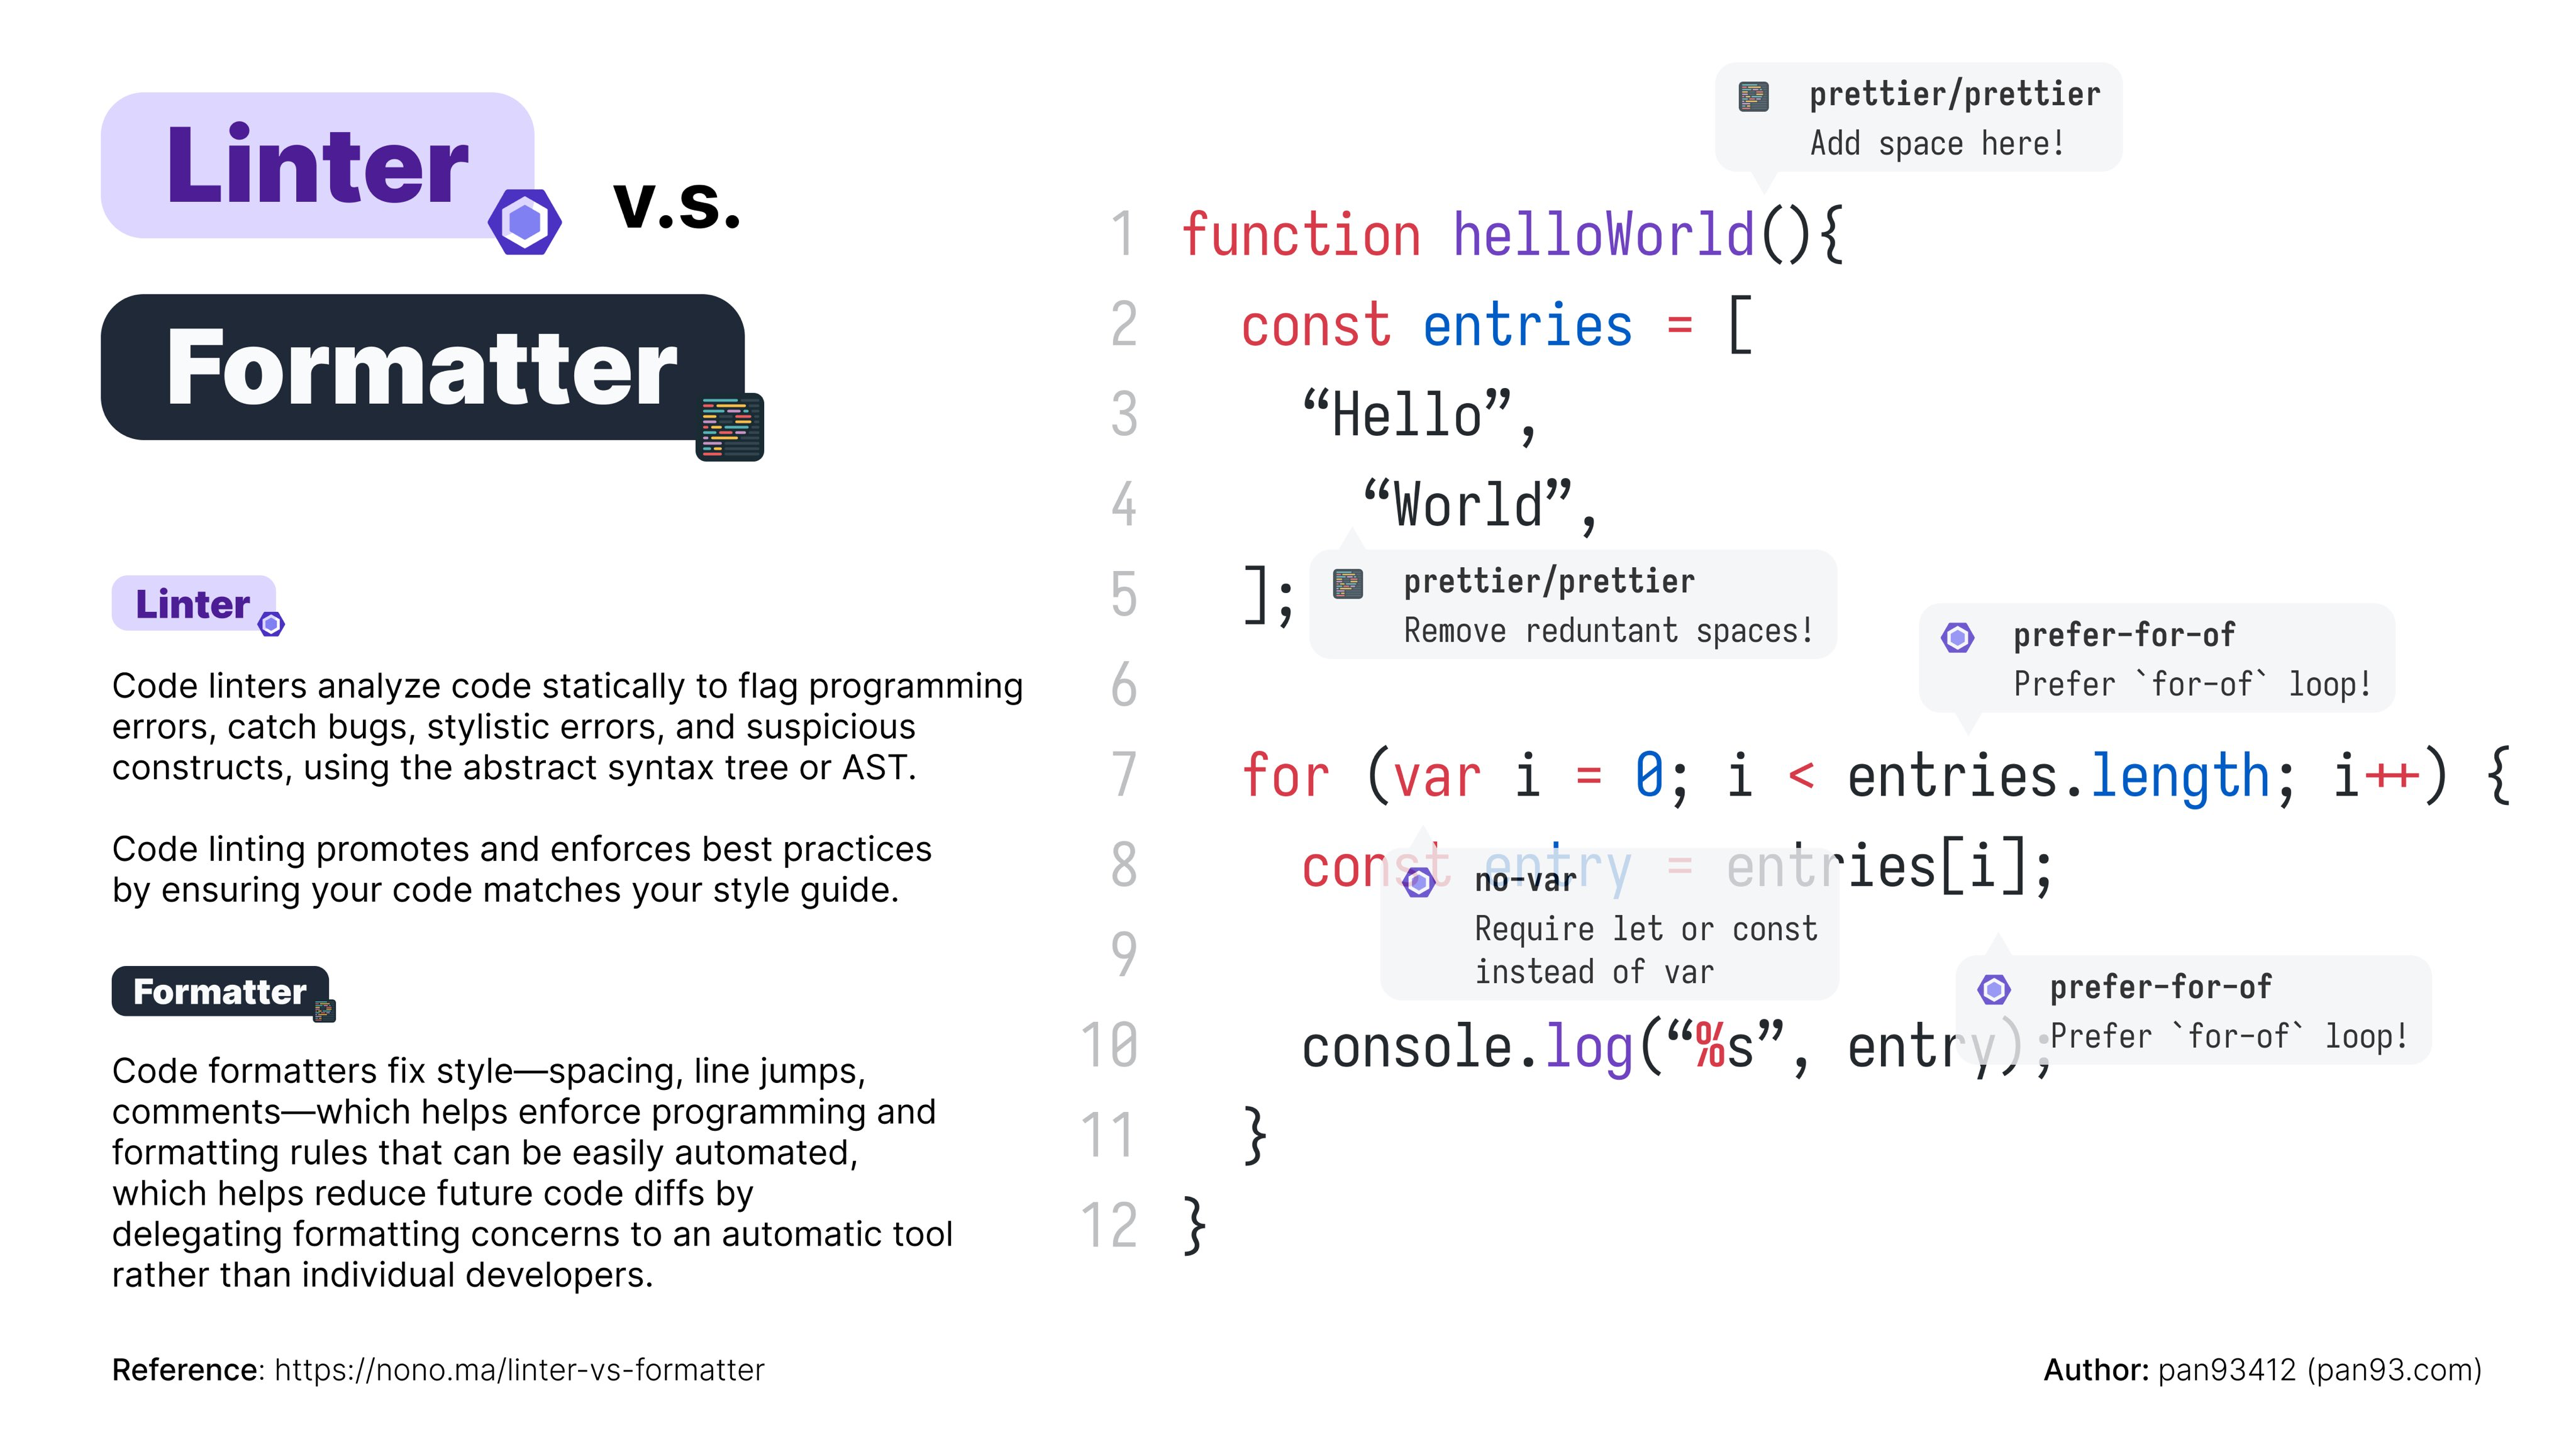 Linter
v.s.
Formatter
Linter
Code linters analyze code statically to flag programming
errors, catch bugs, stylistic errors, and suspicious
constructs, using the abstract syntax tree or AST.
Code linting promotes and enforces best practices
by ensuring your code matches your style guide.
Formatter
Code formatters fix style—spacing, line jumps,
comments—which helps enforce programming and
formatting rules that can be easily automated,
which helps reduce future code diffs by
delegating formatting concerns to an automatic tool
rather than individual developers.
Reference: https://nono.ma/linter-vs-formatter
prettier/prettier
Add space here!
1 function helloWorld(){
2 const entries = [
3 “Hello”,
4 “World”,
5 ];
prettier/prettier
Remove reduntant spaces!
6
prefer-for-of
Prefer `for-of` loop!
7 for (var i = 0; i < entries.length; i++) {
8 const entry = entries[i];
no-var
Require let or const
instead of var
9
prefer-for-of
Prefer `for-of` loop!
10 console.log(“%s”, entry);
11 }
12 }
Author: pan93412 (pan93.com)